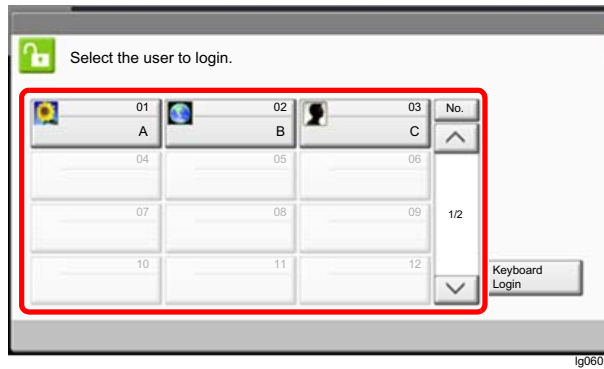 Select the user to login.
01 02 03 No.
A B C
04 05 06
07 08 09 1/2
10 11 12
Keyboard
Login
lg060